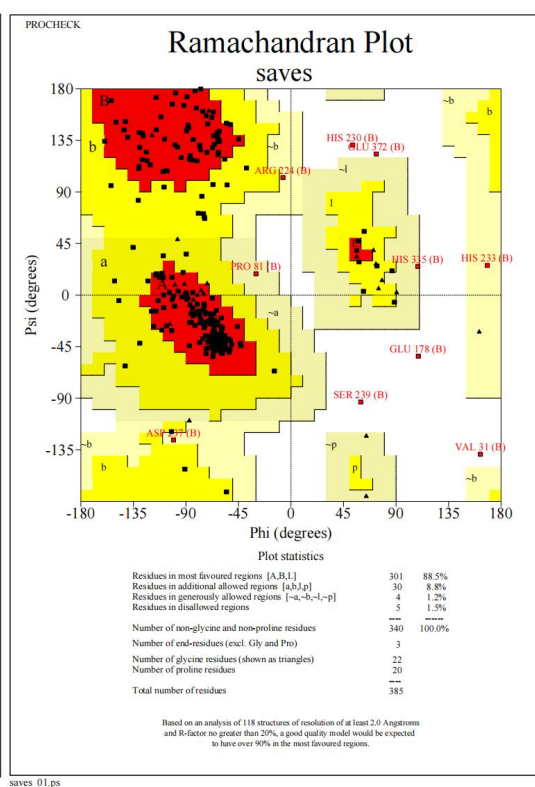 PROCHECK
Ramachandran Plot
saves
180
135
90
45
0
-45
-90
-135
Psi (degrees)
B
b
a
A
~b
~l
l
~a
~b
b
~p
p
~b
b
~b
HIS 230 (B)
GLU 372 (B)
ARG 224 (B)
PRO 81 (B)
HIS 335 (B)
HIS 233 (B)
GLU 178 (B)
SER 239 (B)
VAL 31 (B)
-180 -135 -90 -45 0 45 90 135 180
Phi (degrees)
Plot statistics
Residues in most favoured regions [A,B,L] 301 88.5%
Residues in additional allowed regions [a,b,l,p] 30 8.8%
Residues in generously allowed regions [~a,~b,~l,~p] 4 1.2%
Residues in disallowed regions 5 1.5%
---- ------
Number of non-glycine and non-proline residues 340 100.0%
Number of end-residues (excl. Gly and Pro) 3
Number of glycine residues (shown as triangles) 22
Number of proline residues 20
----
Total number of residues 385
Based on an analysis of 118 structures of resolution of at least 2.0 Angstroms
and R-factor no greater than 20%, a good quality model would be expected
to have over 90% in the most favoured regions.
saves_01.ps